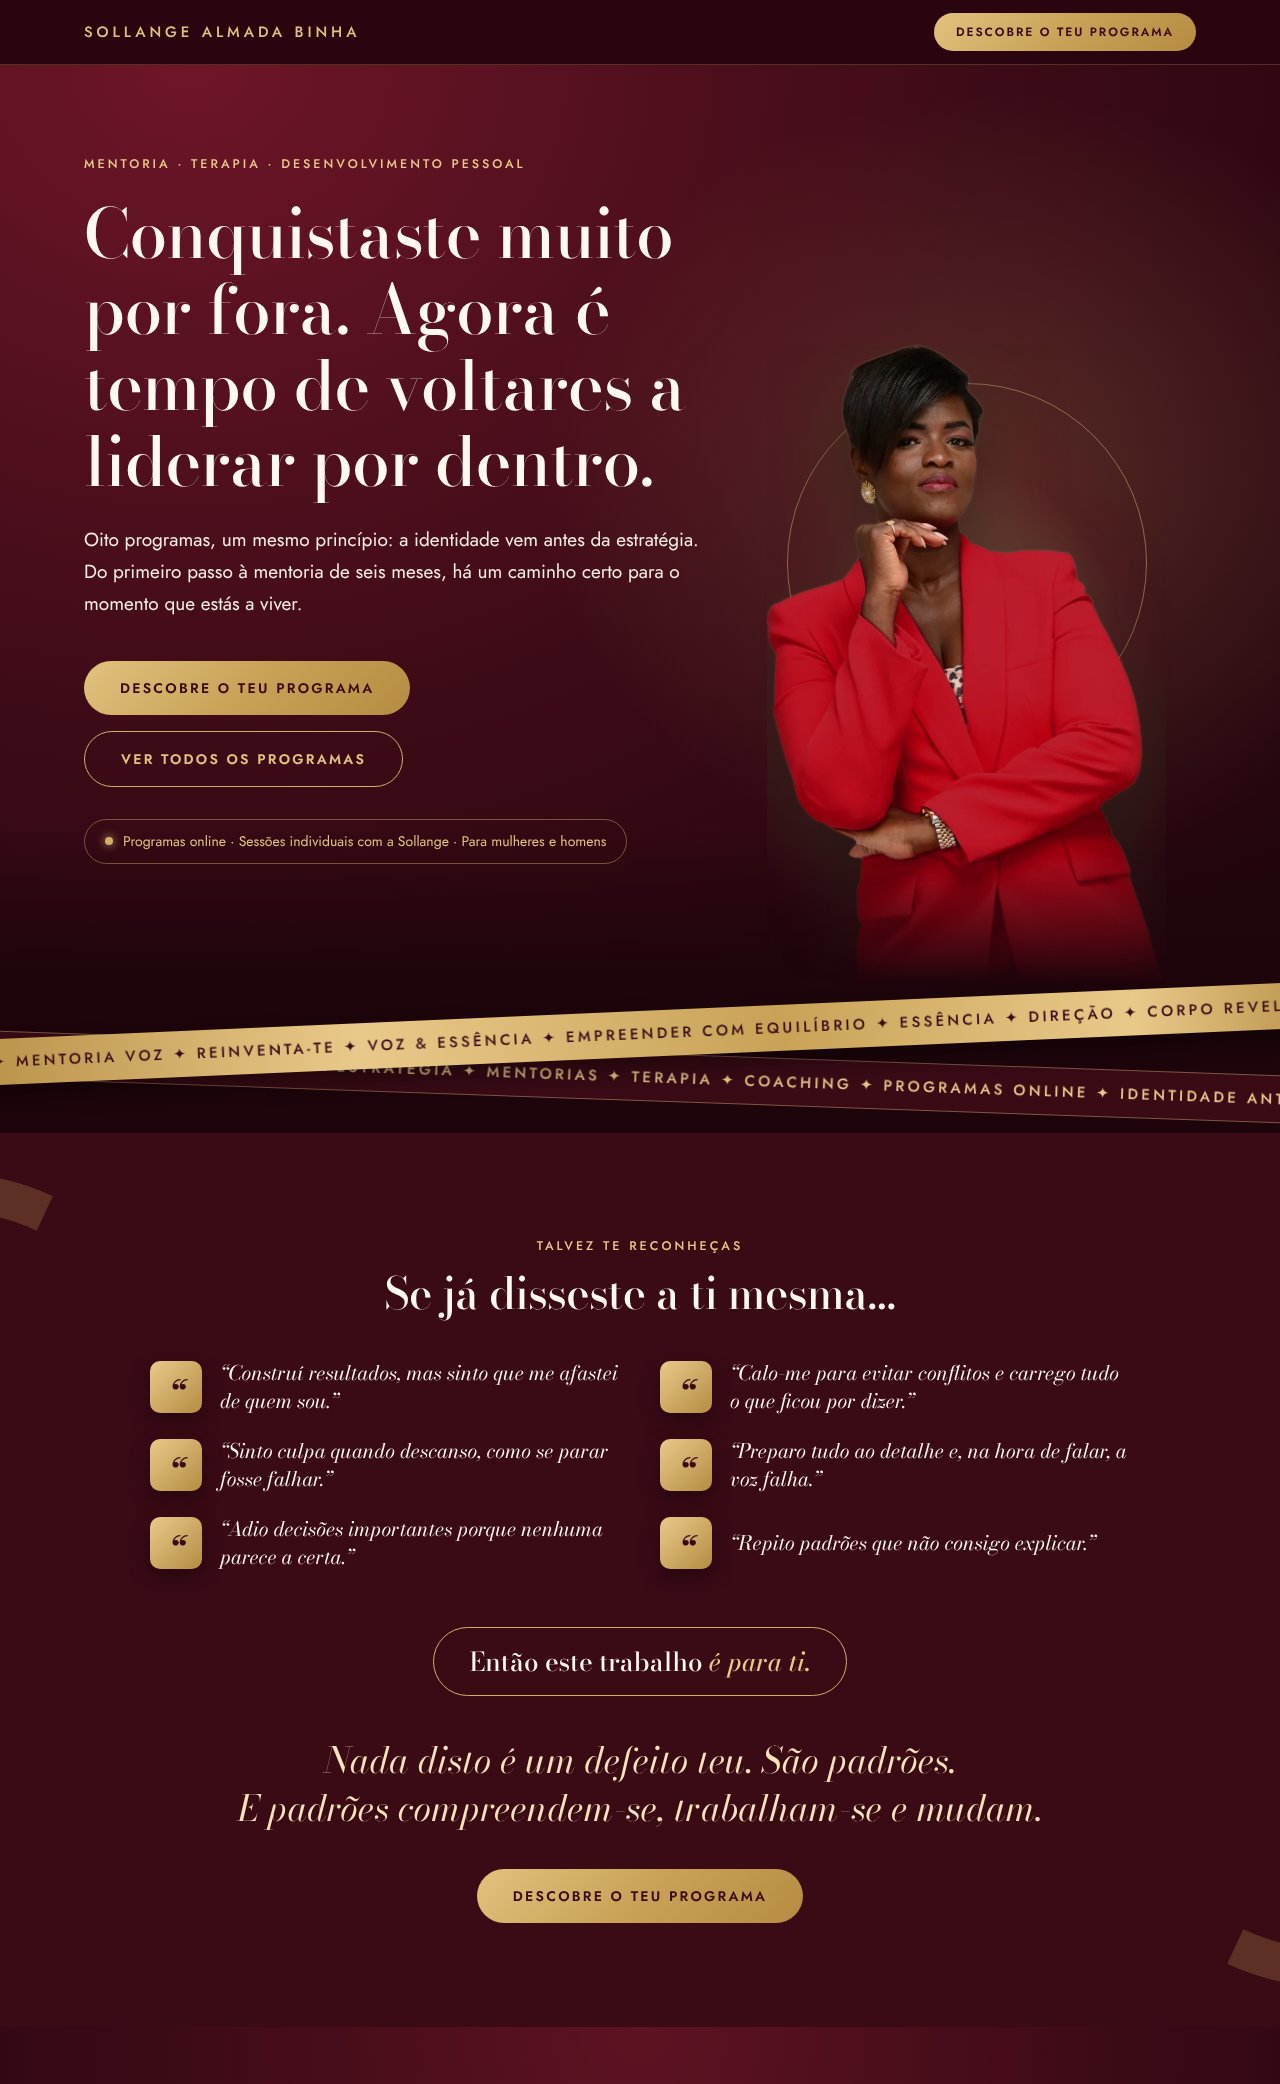 SOLLANGE ALMADA BINHA
DESCOBRE O TEU PROGRAMA
MENTORIA · TERAPIA · DESENVOLVIMENTO PESSOAL
Conquistaste muito
por fora. Agora é
tempo de voltares a
liderar por dentro.
Oito programas, um mesmo princípio: a identidade vem antes da estratégia.
Do primeiro passo à mentoria de seis meses, há um caminho certo para o
momento que estás a viver.
DESCOBRE O TEU PROGRAMA
VER TODOS OS PROGRAMAS
Programas online · Sessões individuais com a Sollange · Para mulheres e homens
✦ MENTORIA VOZ ✦ REINVENTA-TE ✦ VOZ & ESSÊNCIA ✦ EMPREENDER COM EQUILÍBRIO ✦ ESSÊNCIA ✦ DIREÇÃO ✦ CORPO REVEL
ESTRATÉGIA ✦ MENTORIAS ✦ TERAPIA ✦ COACHING ✦ PROGRAMAS ONLINE ✦ IDENTIDADE ANT
TALVEZ TE RECONHEÇAS
Se já disseste a ti mesma...
“Construí resultados, mas sinto que me afastei
de quem sou.”
“Calo-me para evitar conflitos e carrego tudo
o que ficou por dizer.”
“Sinto culpa quando descanso, como se parar
fosse falhar.”
“Preparo tudo ao detalhe e, na hora de falar, a
voz falha.”
“Adio decisões importantes porque nenhuma
parece a certa.”
“Repito padrões que não consigo explicar.”
Então este trabalho é para ti.
Nada disto é um defeito teu. São padrões.
E padrões compreendem-se, trabalham-se e mudam.
DESCOBRE O TEU PROGRAMA